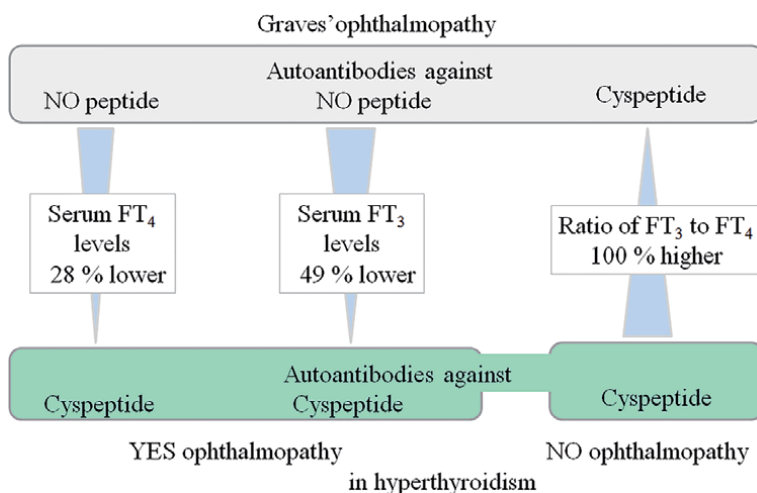 Graves’ophthalmopathy
Autoantibodies against
NO peptide NO peptide Cyspeptide
Serum FT₄
levels
28 % lower
Serum FT₃
levels
49 % lower
Ratio of FT₃ to FT₄
100 % higher
Autoantibodies against
Cyspeptide Cyspeptide Cyspeptide
YES ophthalmopathy NO ophthalmopathy
in hyperthyroidism